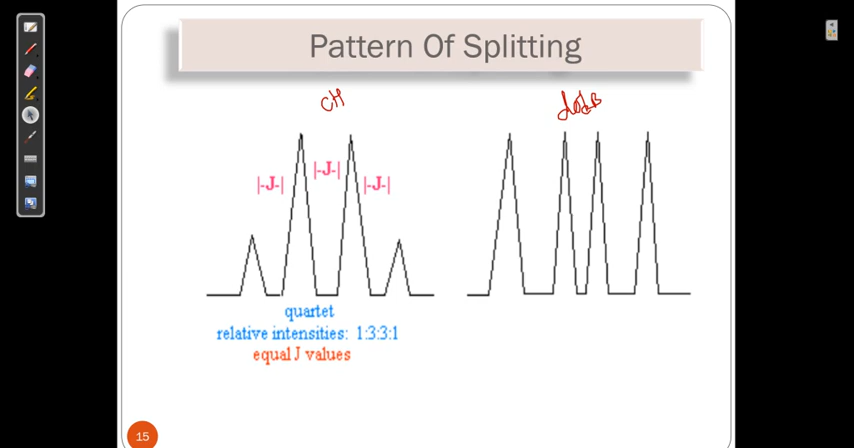 Pattern Of Splitting
CH
|-J-| |-J-| |-J-|
quartet
relative intensities: 1:3:3:1
equal J values
15